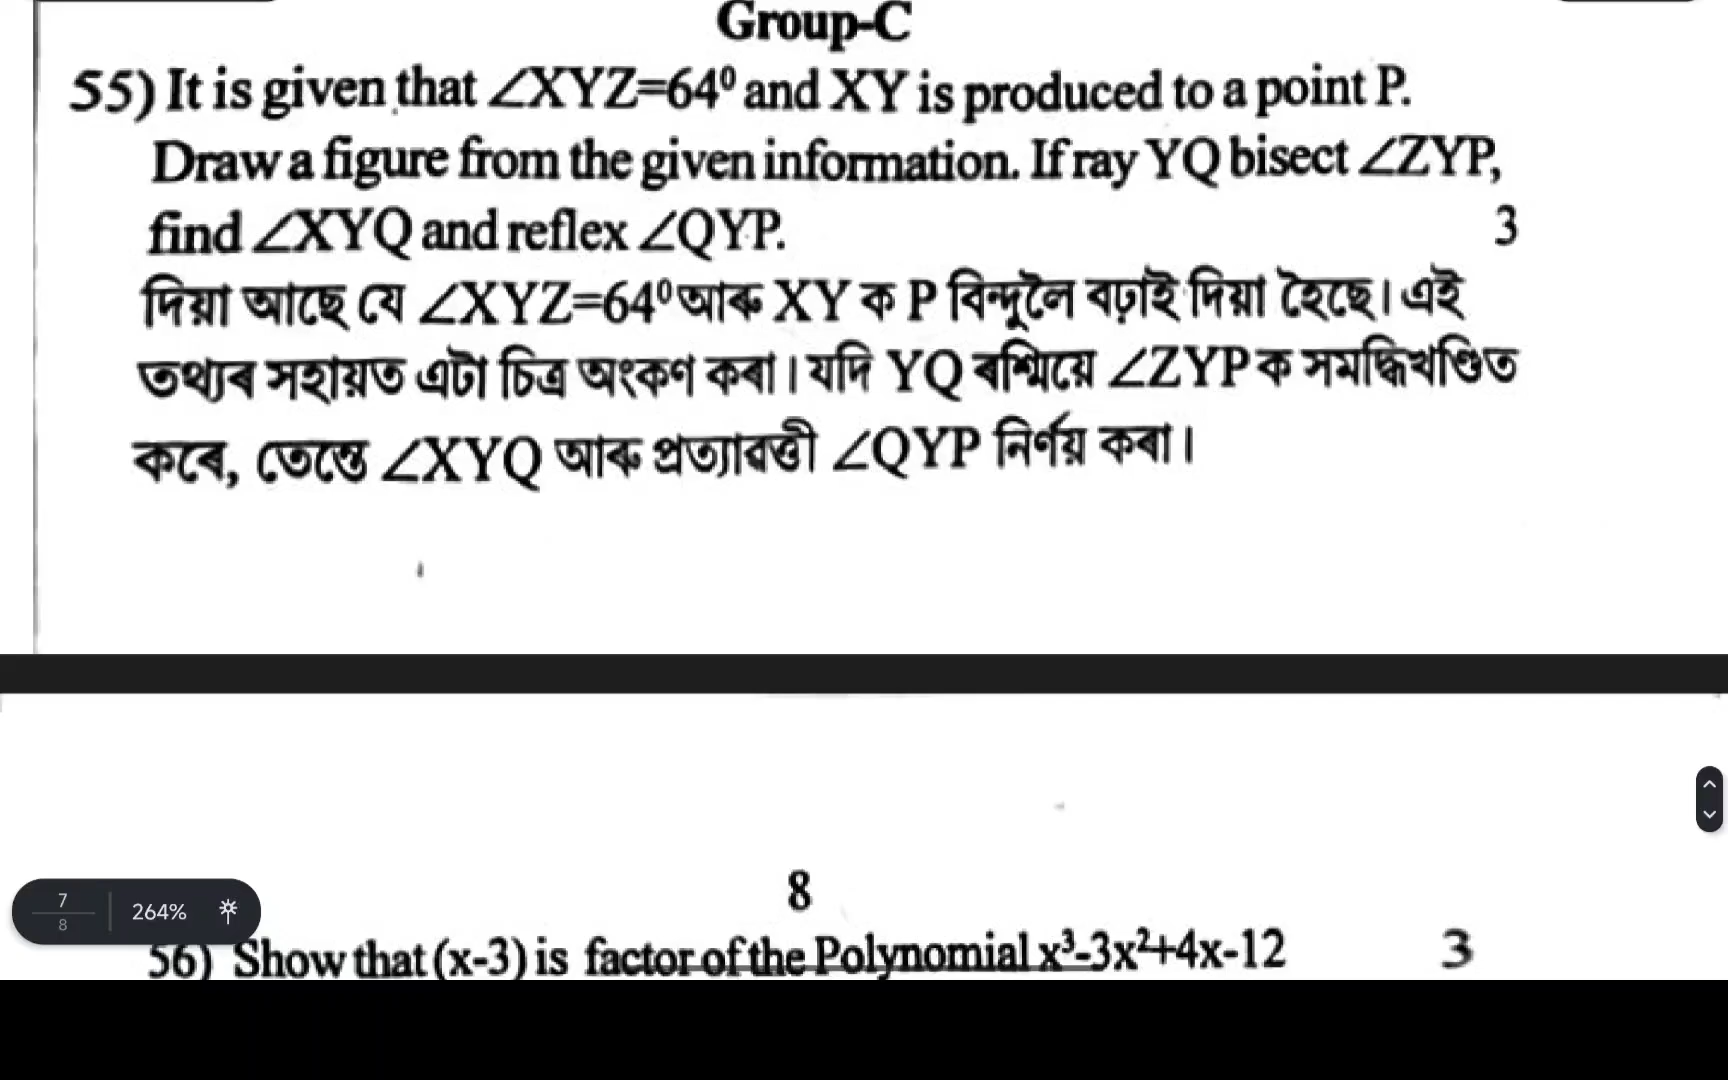 Group-C
55) It is given that ∠XYZ=64⁰ and XY is produced to a point P.
Draw a figure from the given information. If ray YQ bisect ∠ZYP,
find ∠XYQ and reflex ∠QYP. 3
দিয়া আছে যে ∠XYZ=64⁰ আৰু XY ক P বিন্দুলৈ বঢ়াই দিয়া হৈছে। এই
তথ্যৰ সহায়ত এটা চিত্ৰ অংকণ কৰা। যদি YQ ৰশ্মিয়ে ∠ZYP ক সমদ্ধিখণ্ডিত
কৰে, তেন্তে ∠XYQ আৰু প্ৰত্যাবৰ্ত্তী ∠QYP নিৰ্ণয় কৰা।
8
7
8
264%
56) Show that (x-3) is factor of the Polynomial x³-3x²+4x-12 3